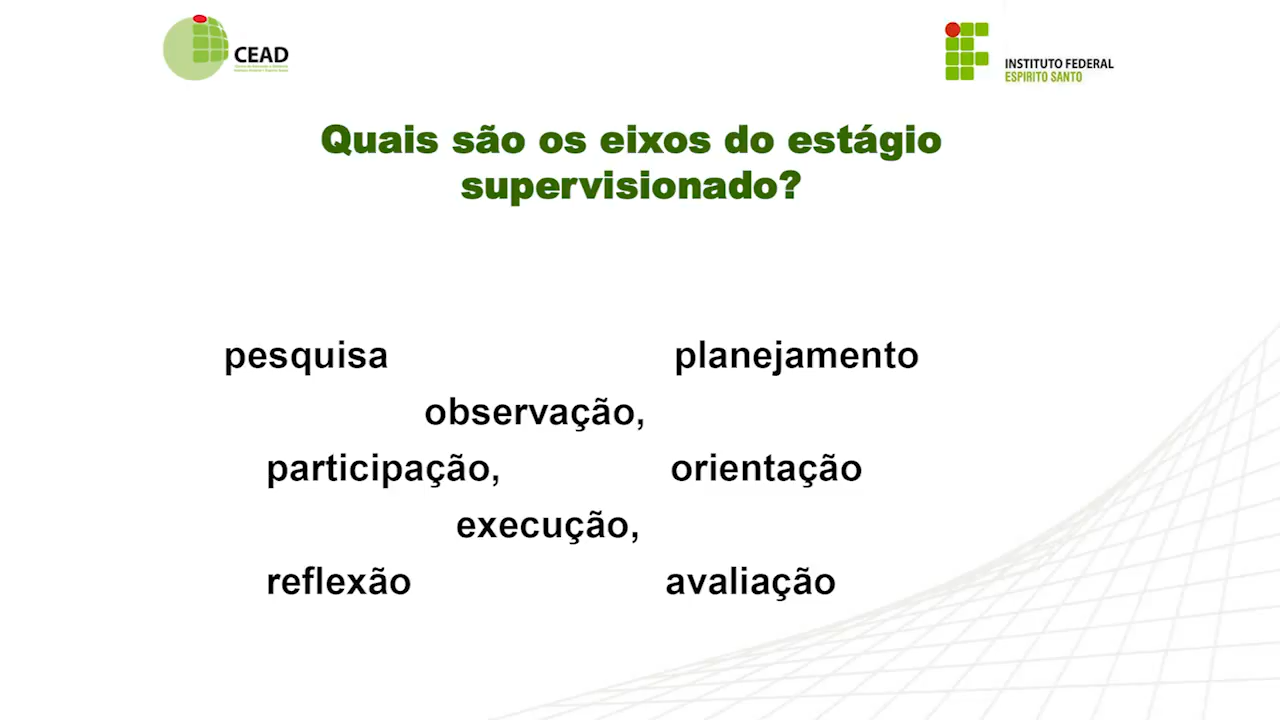 CEAD
INSTITUTO FEDERAL
ESPÍRITO SANTO
Quais são os eixos do estágio
supervisionado?
pesquisa planejamento
observação,
participação, orientação
execução,
reflexão avaliação